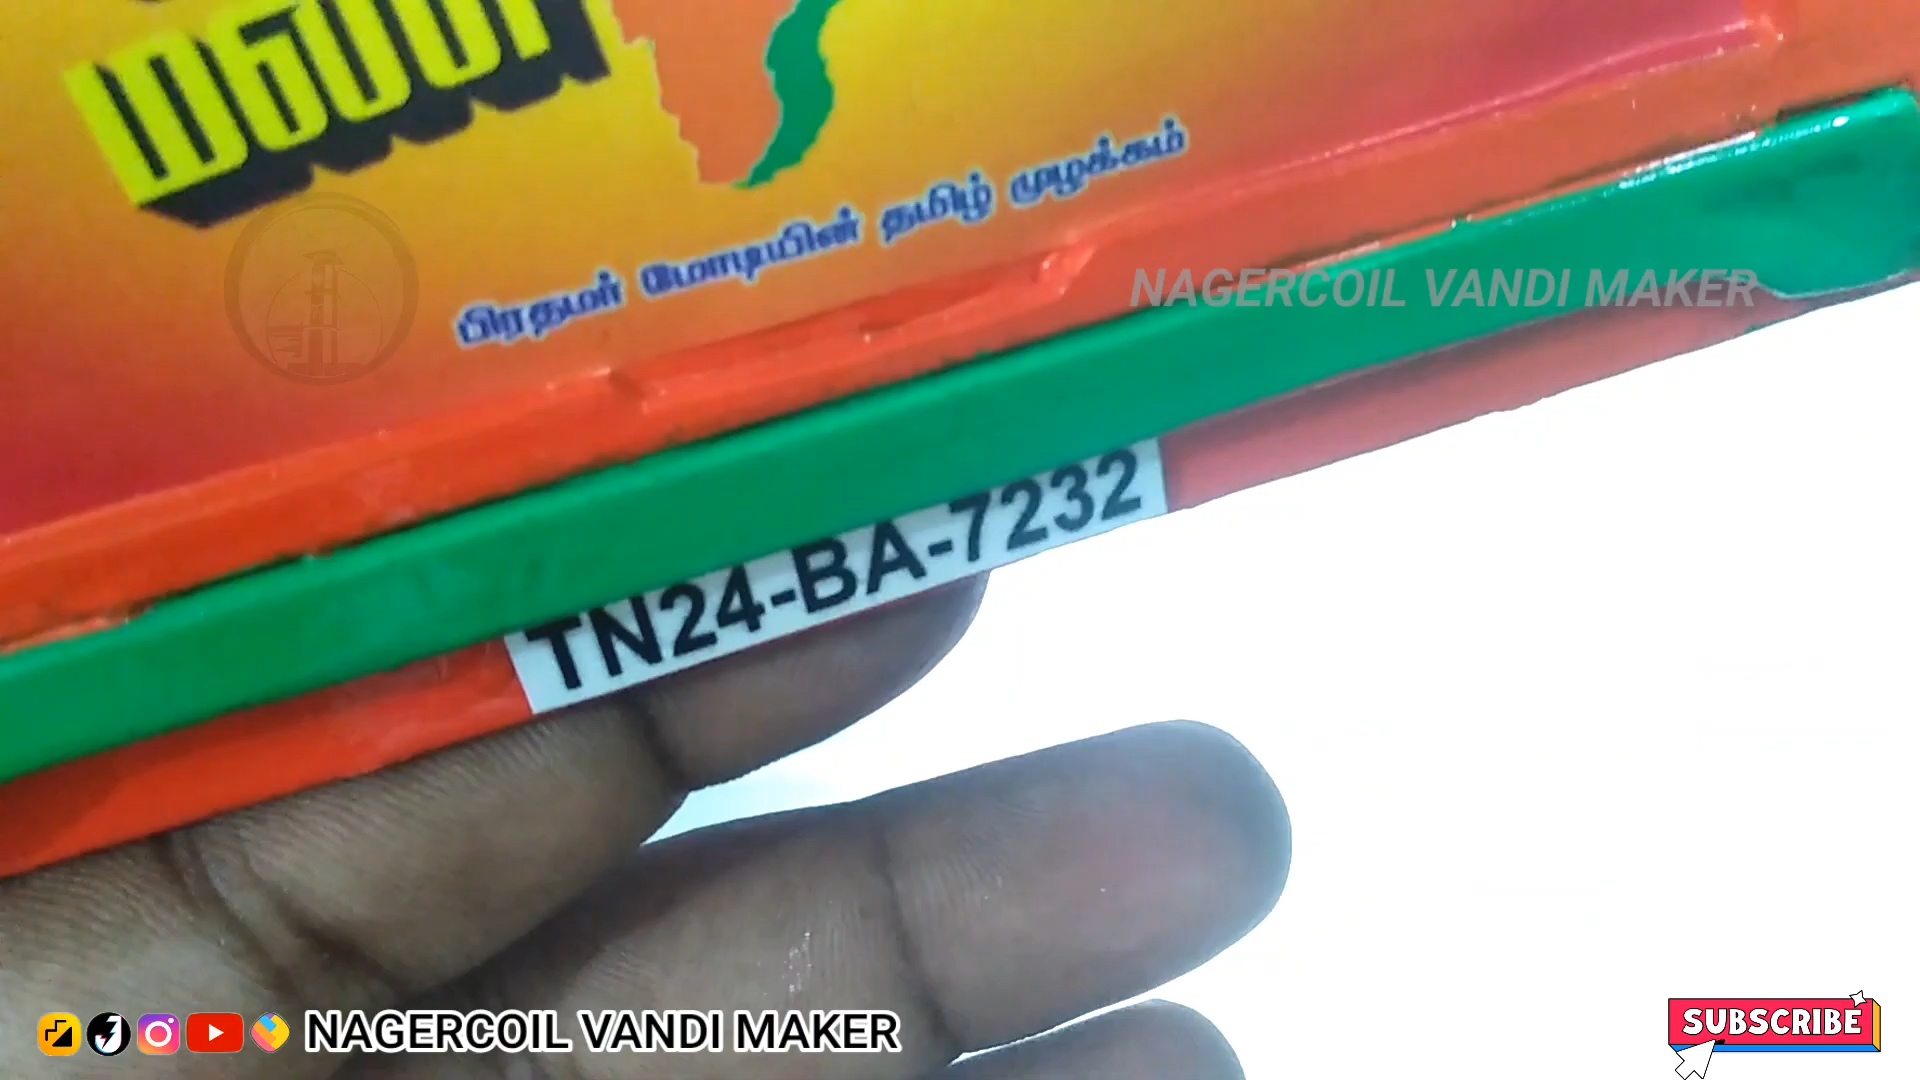 பிரதமர் மோடியின் தமிழ் முழக்கம்
NAGERCOIL VANDI MAKER
TN24-BA-7232
NAGERCOIL VANDI MAKER
SUBSCRIBE